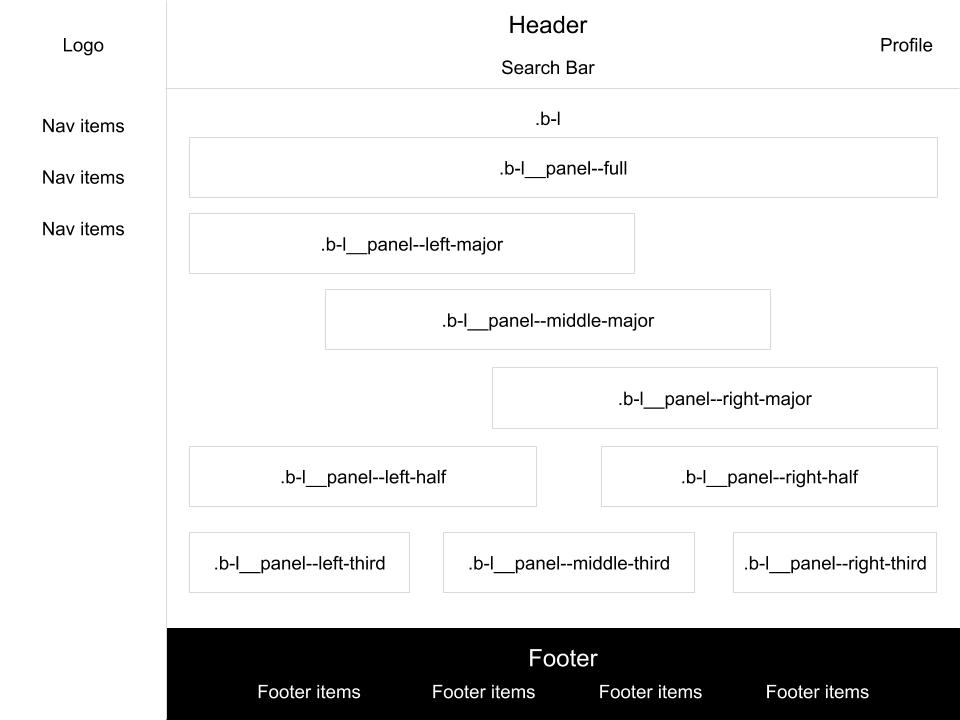 Logo
Header
Search Bar
Profile
Nav items
Nav items
Nav items
.b-l
.b-l__panel--full
.b-l__panel--left-major
.b-l__panel--middle-major
.b-l__panel--right-major
.b-l__panel--left-half
.b-l__panel--right-half
.b-l__panel--left-third
.b-l__panel--middle-third
.b-l__panel--right-third
Footer
Footer items
Footer items
Footer items
Footer items